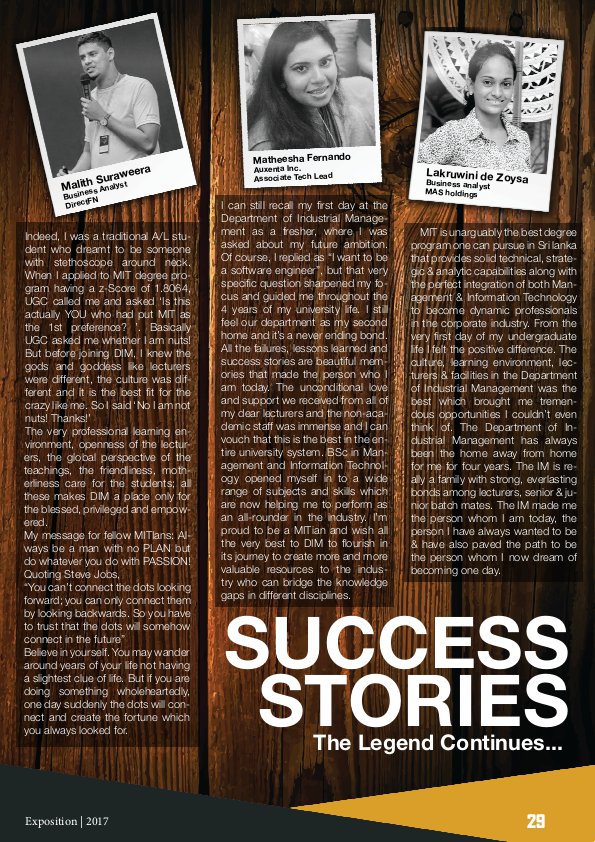 Malith Suraweera
Business Analyst
DirectFN
Matheesha Fernando
Auxenta Inc.
Associate Tech Lead
Lakruwini de Zoysa
Business analyst
MAS holdings
Indeed, I was a traditional A/L stu-
dent who dreamt to be someone
with stethoscope around neck.
When I applied to MIT degree pro-
gram having a z-Score of 1.8064,
UGC called me and asked ‘Is this
actually YOU who had put MIT as
the 1st preference? ’. Basically
UGC asked me whether I am nuts!
But before joining DIM, I knew the
gods and goddess like lecturers
were different, the culture was dif-
ferent and It is the best fit for the
crazy like me. So I said ‘No I am not
nuts! Thanks!’
The very professional learning en-
vironment, openness of the lectur-
ers, the global perspective of the
teachings, the friendliness, moth-
erliness care for the students; all
these makes DIM a place only for
the blessed, privileged and empow-
ered.
My message for fellow MITians: Al-
ways be a man with no PLAN but
do whatever you do with PASSION!
Quoting Steve Jobs,
“You can’t connect the dots looking
forward; you can only connect them
by looking backwards. So you have
to trust that the dots will somehow
connect in the future”
Believe in yourself. You may wander
around years of your life not having
a slightest clue of life. But if you are
doing something wholeheartedly,
one day suddenly the dots will con-
nect and create the fortune which
you always looked for.
I can still recall my first day at the
Department of Industrial Manage-
ment as a fresher, where I was
asked about my future ambition.
Of course, I replied as “I want to be
a software engineer”, but that very
specific question sharpened my fo-
cus and guided me throughout the
4 years of my university life. I still
feel our department as my second
home and it’s a never ending bond.
All the failures, lessons learned and
success stories are beautiful mem-
ories that made the person who I
am today. The unconditional love
and support we received from all of
my dear lecturers and the non-aca-
demic staff was immense and I can
vouch that this is the best in the en-
tire university system. BSc in Man-
agement and Information Technol-
ogy opened myself in to a wide
range of subjects and skills which
are now helping me to perform as
an all-rounder in the industry. I’m
proud to be a MITian and wish all
the very best to DIM to flourish in
its journey to create more and more
valuable resources to the indus-
try who can bridge the knowledge
gaps in different disciplines.
MIT is unarguably the best degree
program one can pursue in Sri lanka
that provides solid technical, strate-
gic & analytic capabilities along with
the perfect integration of both Man-
agement & Information Technology
to become dynamic professionals
in the corporate industry. From the
very first day of my undergraduate
life I felt the positive difference. The
culture, learning environment, lec-
turers & facilities in the Department
of Industrial Management was the
best which brought me tremen-
dous opportunities I couldn’t even
think of. The Department of In-
dustrial Management has always
been the home away from home
for me for four years. The IM is re-
ally a family with strong, everlasting
bonds among lecturers, senior & ju-
nior batch mates. The IM made me
the person whom I am today, the
person I have always wanted to be
& have also paved the path to be
the person whom I now dream of
becoming one day.
SUCCESS
STORIES
The Legend Continues...
Exposition | 2017
29